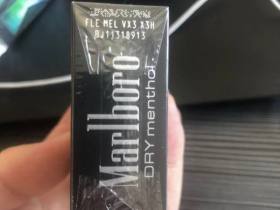 FLE MEL VX3 X3H
BJ11318913
Marlboro
DRY menthol.